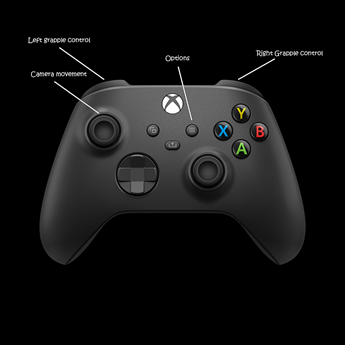 Left grapple control
Right Grapple control
Options
Camera movement
Y
X
B
A